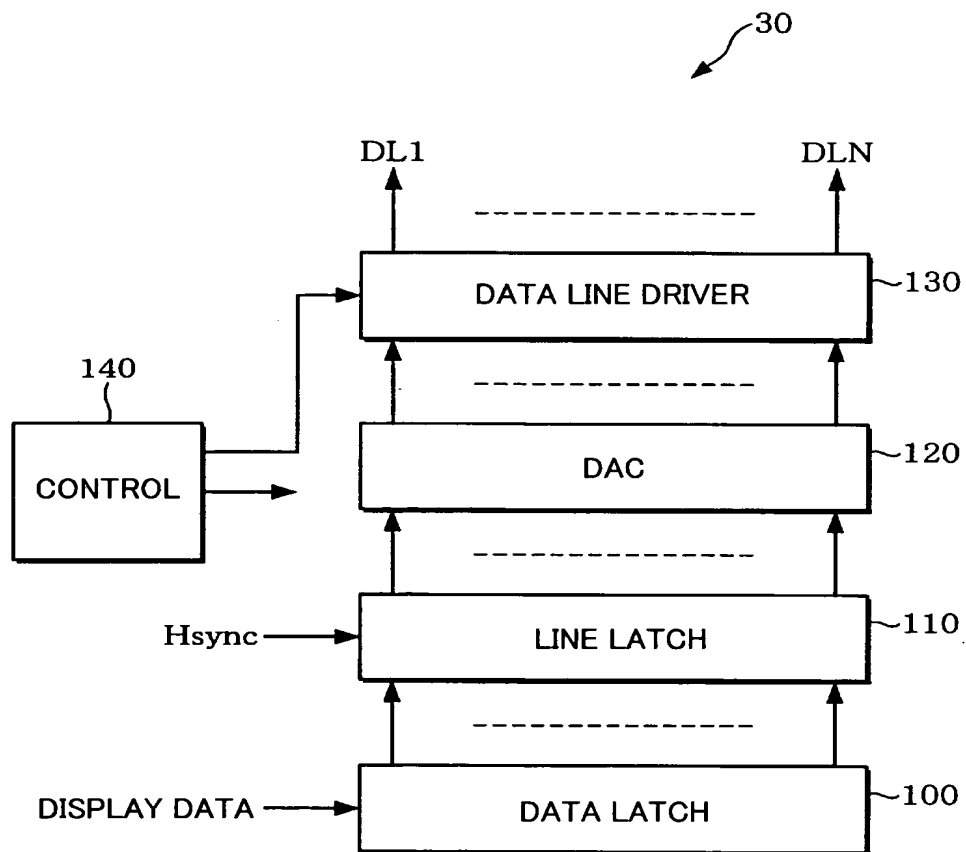 30
DL1
DLN
DATA LINE DRIVER
130
140
CONTROL
DAC
120
Hsync
LINE LATCH
110
DISPLAY DATA
DATA LATCH
100